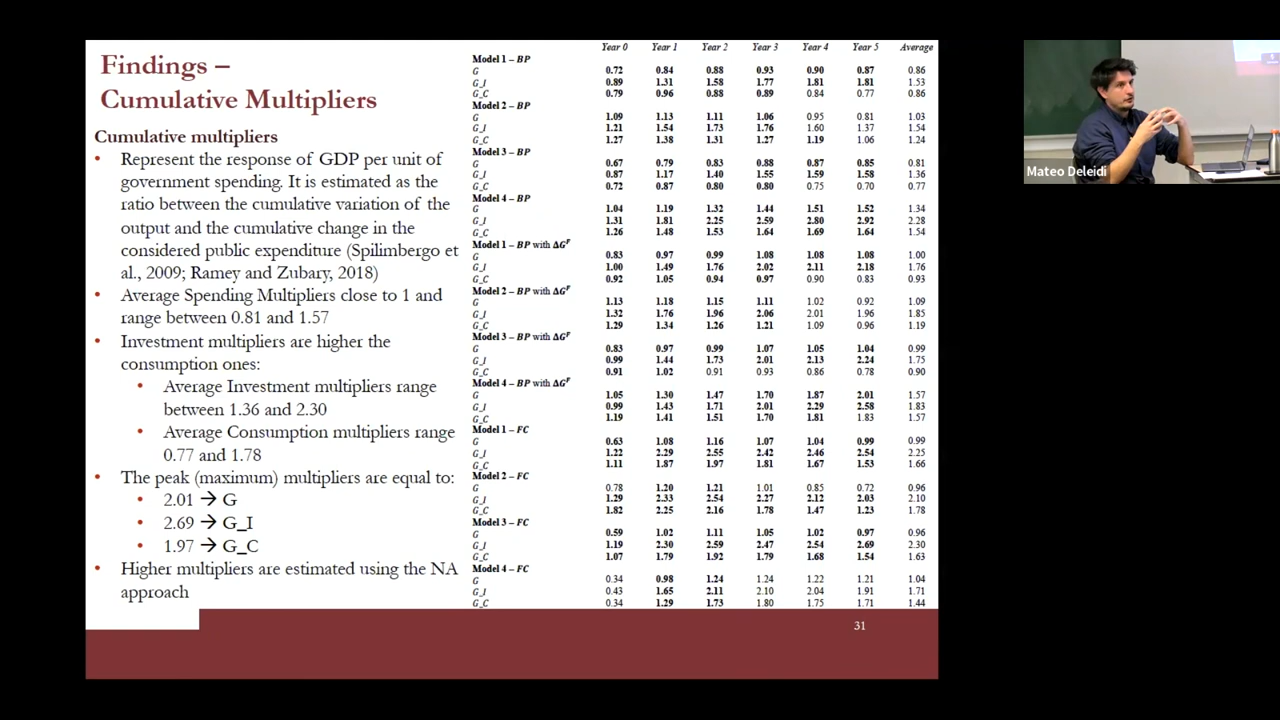 Findings –
Cumulative Multipliers
Cumulative multipliers
• Represent the response of GDP per unit of
government spending. It is estimated as the
ratio between the cumulative variation of the
output and the cumulative change in the
considered public expenditure (Spilimbergo et
al., 2009; Ramey and Zubary, 2018)
• Average Spending Multipliers close to 1 and
range between 0.81 and 1.57
• Investment multipliers are higher the
consumption ones:
• Average Investment multipliers range
between 1.36 and 2.30
• Average Consumption multipliers range
0.77 and 1.78
• The peak (maximum) multipliers are equal to:
• 2.01 → G
• 2.69 → G_I
• 1.97 → G_C
• Higher multipliers are estimated using the NA
approach
Year 0 Year 1 Year 2 Year 3 Year 4 Year 5 Average
Model 1 – BP
G 0.72 0.84 0.88 0.93 0.90 0.87 0.86
G_I 0.89 1.31 1.58 1.77 1.81 1.81 1.53
G_C 0.79 0.96 0.88 0.89 0.84 0.77 0.86
Model 2 – BP
G 1.09 1.13 1.11 1.06 0.95 0.81 1.03
G_I 1.21 1.54 1.73 1.76 1.60 1.37 1.54
G_C 1.27 1.38 1.31 1.27 1.19 1.06 1.24
Model 3 – BP
G 0.67 0.79 0.83 0.88 0.87 0.85 0.81
G_I 0.87 1.17 1.40 1.55 1.59 1.58 1.36
G_C 0.72 0.87 0.80 0.80 0.75 0.70 0.77
Model 4 – BP
G 1.04 1.19 1.32 1.44 1.51 1.52 1.34
G_I 1.31 1.81 2.25 2.59 2.80 2.92 2.28
G_C 1.26 1.48 1.53 1.64 1.69 1.64 1.54
Model 1 – BP with ΔGᶠ
G 0.83 0.97 0.99 1.08 1.08 1.08 1.00
G_I 1.00 1.49 1.76 2.02 2.11 2.18 1.76
G_C 0.92 1.05 0.94 0.97 0.90 0.83 0.93
Model 2 – BP with ΔGᶠ
G 1.13 1.18 1.15 1.11 1.02 0.92 1.09
G_I 1.32 1.76 1.96 2.06 2.01 1.96 1.85
G_C 1.29 1.34 1.26 1.21 1.09 0.96 1.19
Model 3 – BP with ΔGᶠ
G 0.83 0.97 0.99 1.07 1.05 1.04 0.99
G_I 0.99 1.44 1.73 2.01 2.13 2.24 1.75
G_C 0.91 1.02 0.91 0.93 0.86 0.78 0.90
Model 4 – BP with ΔGᶠ
G 1.05 1.30 1.47 1.70 1.87 2.01 1.57
G_I 0.99 1.43 1.71 2.01 2.29 2.58 1.83
G_C 1.19 1.41 1.51 1.70 1.81 1.83 1.57
Model 1 – FC
G 0.63 1.08 1.16 1.07 1.04 0.99 0.99
G_I 1.22 2.29 2.55 2.42 2.46 2.54 2.25
G_C 1.11 1.87 1.97 1.81 1.67 1.53 1.66
Model 2 – FC
G 0.78 1.20 1.21 1.01 0.85 0.72 0.96
G_I 1.29 2.33 2.54 2.27 2.12 2.03 2.10
G_C 1.82 2.25 2.16 1.78 1.47 1.23 1.78
Model 3 – FC
G 0.59 1.02 1.11 1.05 1.02 0.97 0.96
G_I 1.19 2.30 2.59 2.47 2.54 2.69 2.30
G_C 1.07 1.79 1.92 1.79 1.68 1.54 1.63
Model 4 – FC
G 0.34 0.98 1.24 1.24 1.22 1.21 1.04
G_I 0.43 1.65 2.11 2.10 2.04 1.91 1.71
G_C 0.34 1.29 1.73 1.80 1.75 1.71 1.44
31
Mateo Deleidi